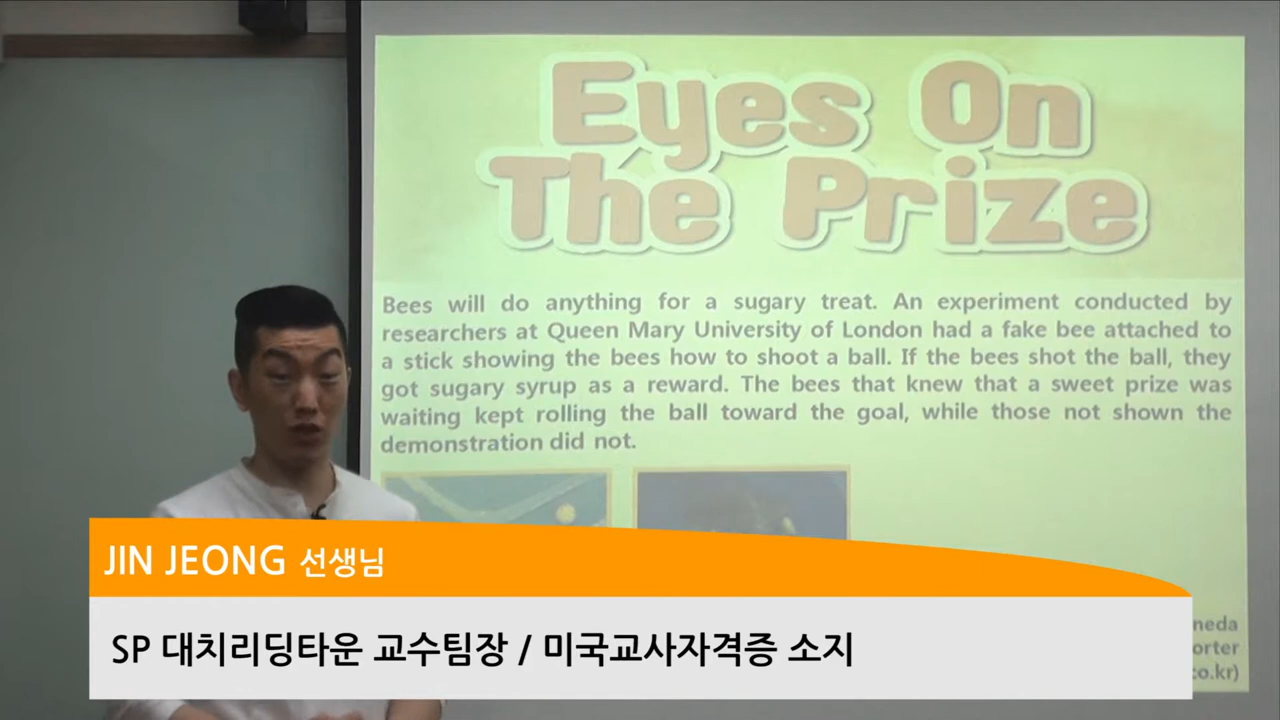 Eyes On
The Prize
Bees will do anything for a sugary treat. An experiment conducted by
researchers at Queen Mary University of London had a fake bee attached to
a stick showing the bees how to shoot a ball. If the bees shot the ball, they
got sugary syrup as a reward. The bees that knew that a sweet prize was
waiting kept rolling the ball toward the goal, while those not shown the
demonstration did not.
JIN JEONG 선생님
SP 대치리딩타운 교수팀장 / 미국교사자격증 소지